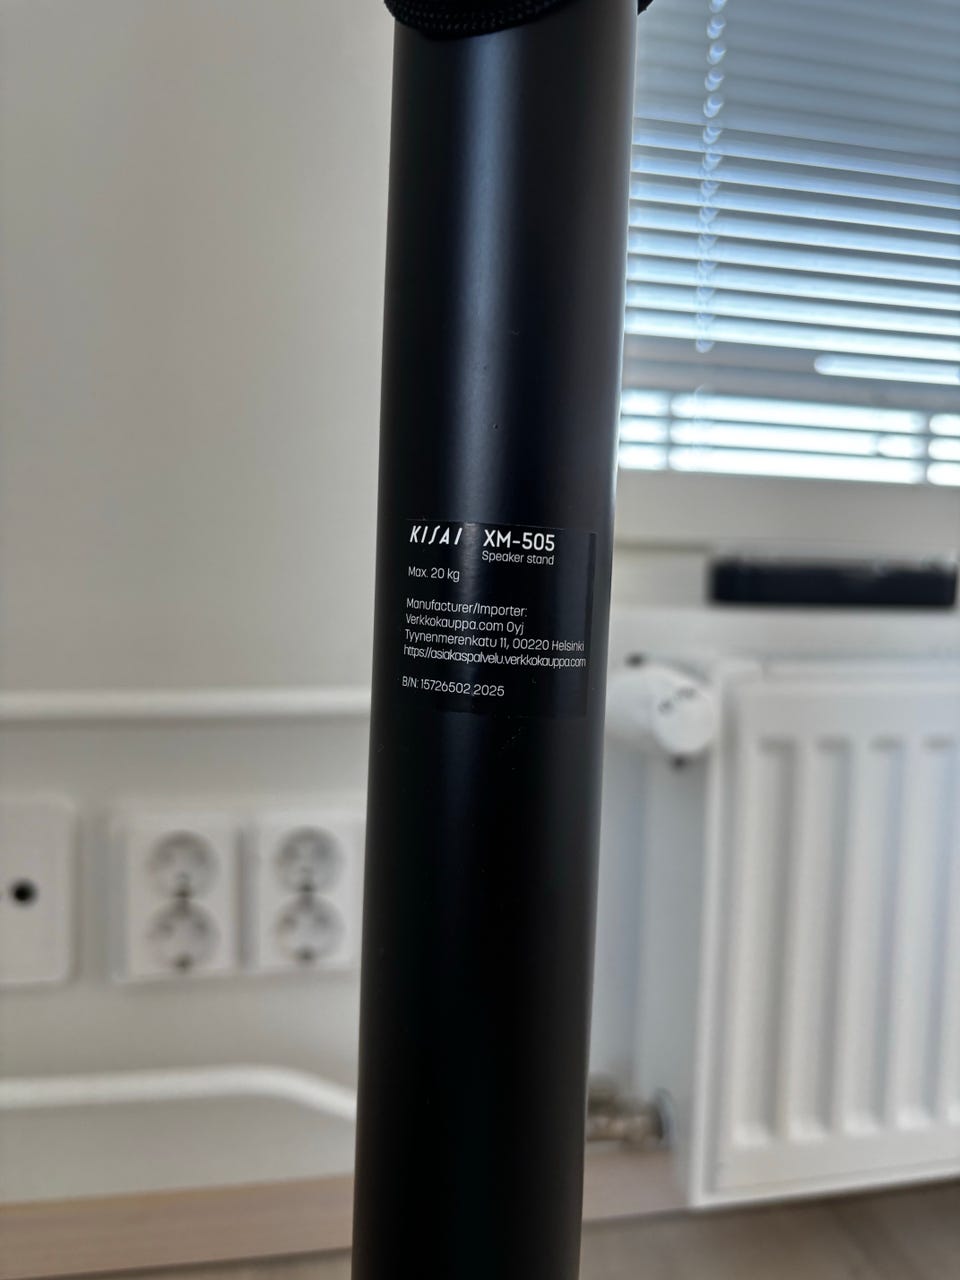 KISAI XM-505
Speaker stand
Max. 20 kg
Manufacturer/Importer:
Verkkokauppa.com Oyj
Tyynenmerenkatu 11, 00220 Helsinki
https://asiakaspalvelu.verkkokauppa.com
B/N: 15726502 2025